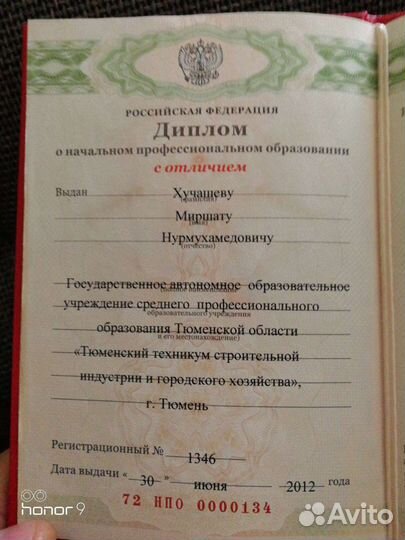 РОССИЙСКАЯ ФЕДЕРАЦИЯ
Диплом
о начальном профессиональном образовании
с отличием
Выдан Хучашеву
(фамилия)
Миршату
(имя)
Нурмухамедовичу
(отчество)
Государственное автономное образовательное
учреждение среднего профессионального
образовательного учреждения
образования Тюменской области
и его местонахождение)
«Тюменский техникум строительной
индустрии и городского хозяйства»,
г. Тюмень
Регистрационный № 1346
Дата выдачи « 30 » июня 2012 года
72 НПО 0000134
honor 9
Avito